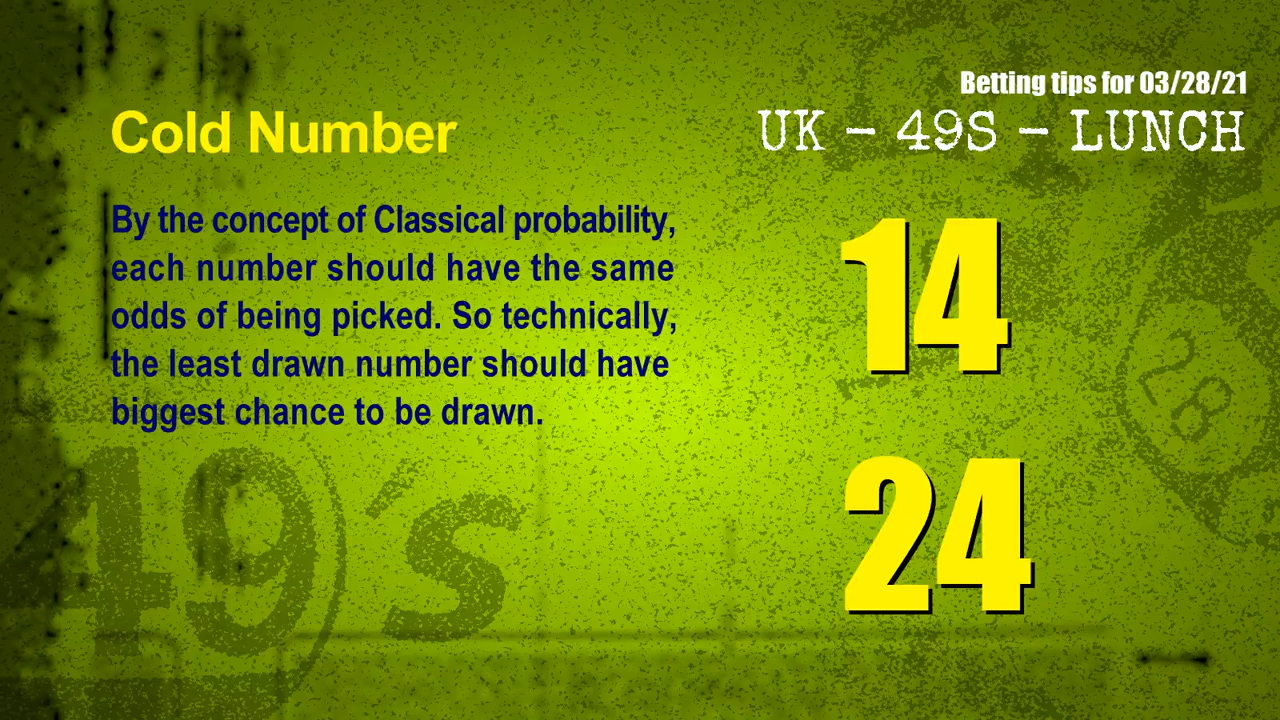 Betting tips for 03/28/21
UK - 49S - LUNCH
Cold Number
By the concept of Classical probability,
each number should have the same
odds of being picked. So technically,
the least drawn number should have
biggest chance to be drawn.
14
24
28
49's